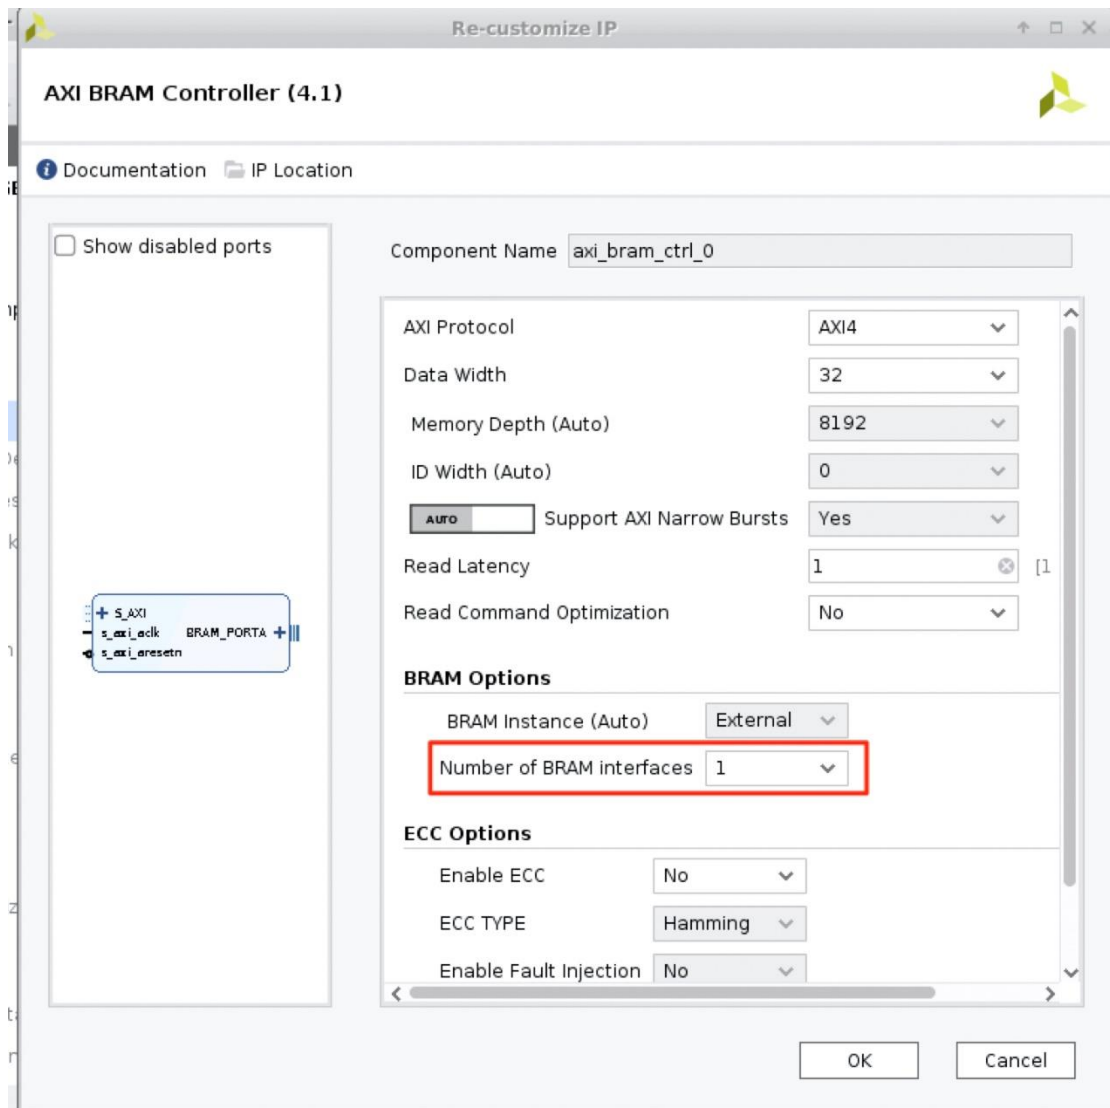 Re-customize IP
AXI BRAM Controller (4.1)
Documentation IP Location
Show disabled ports
Component Name axi_bram_ctrl_0
AXI Protocol AXI4
Data Width 32
Memory Depth (Auto) 8192
ID Width (Auto) 0
AUTO Support AXI Narrow Bursts Yes
Read Latency 1 [1
Read Command Optimization No
S_AXI
s_axi_aclk BRAM_PORTA
s_axi_aresetn
BRAM Options
BRAM Instance (Auto) External
Number of BRAM interfaces 1
ECC Options
Enable ECC No
ECC TYPE Hamming
Enable Fault Injection No
OK Cancel